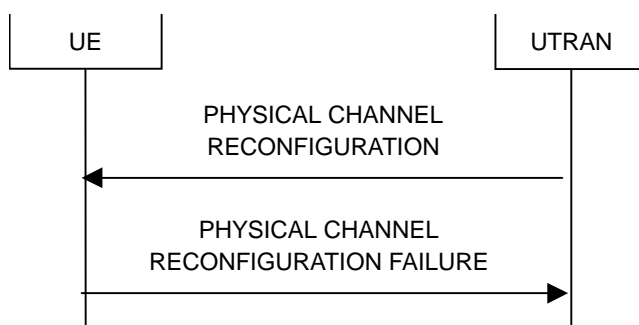 UE
UTRAN
PHYSICAL CHANNEL
RECONFIGURATION
PHYSICAL CHANNEL
RECONFIGURATION FAILURE